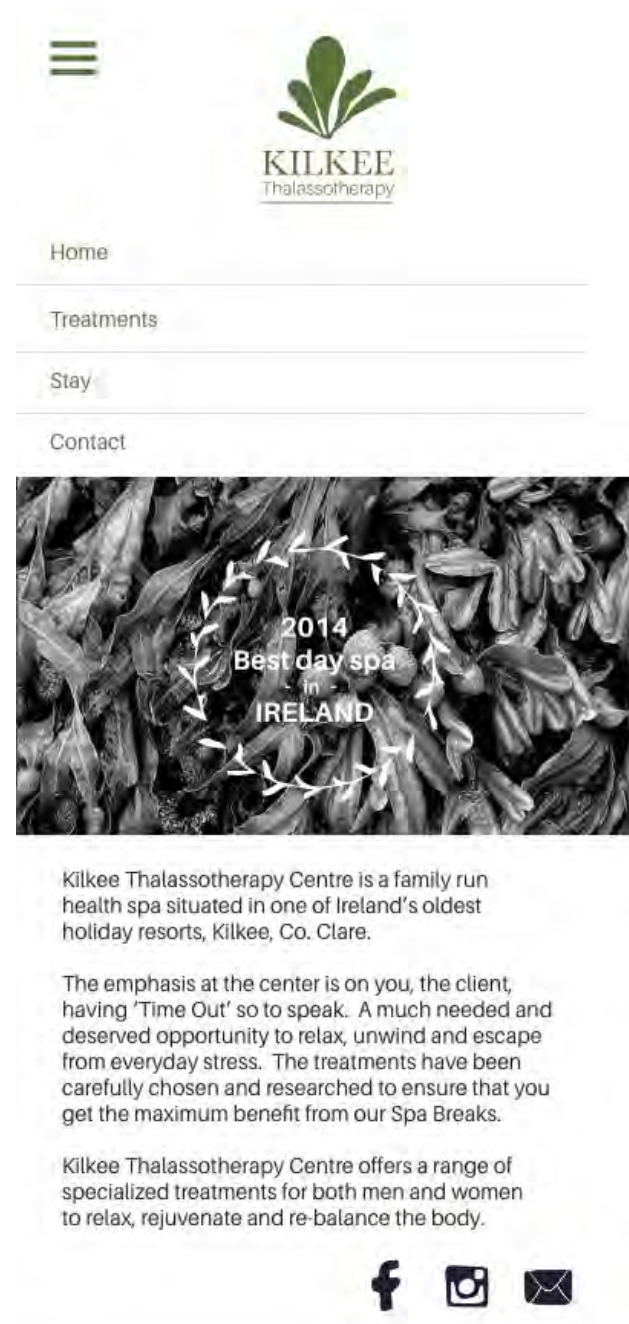 KILKEE
Thalassotherapy
Home
Treatments
Stay
Contact
2014
Best day spa
- in -
IRELAND
Kilkee Thalassotherapy Centre is a family run
health spa situated in one of Ireland's oldest
holiday resorts, Kilkee, Co. Clare.
The emphasis at the center is on you, the client,
having 'Time Out' so to speak.  A much needed and
deserved opportunity to relax, unwind and escape
from everyday stress.  The treatments have been
carefully chosen and researched to ensure that you
get the maximum benefit from our Spa Breaks.
Kilkee Thalassotherapy Centre offers a range of
specialized treatments for both men and women
to relax, rejuvenate and re-balance the body.